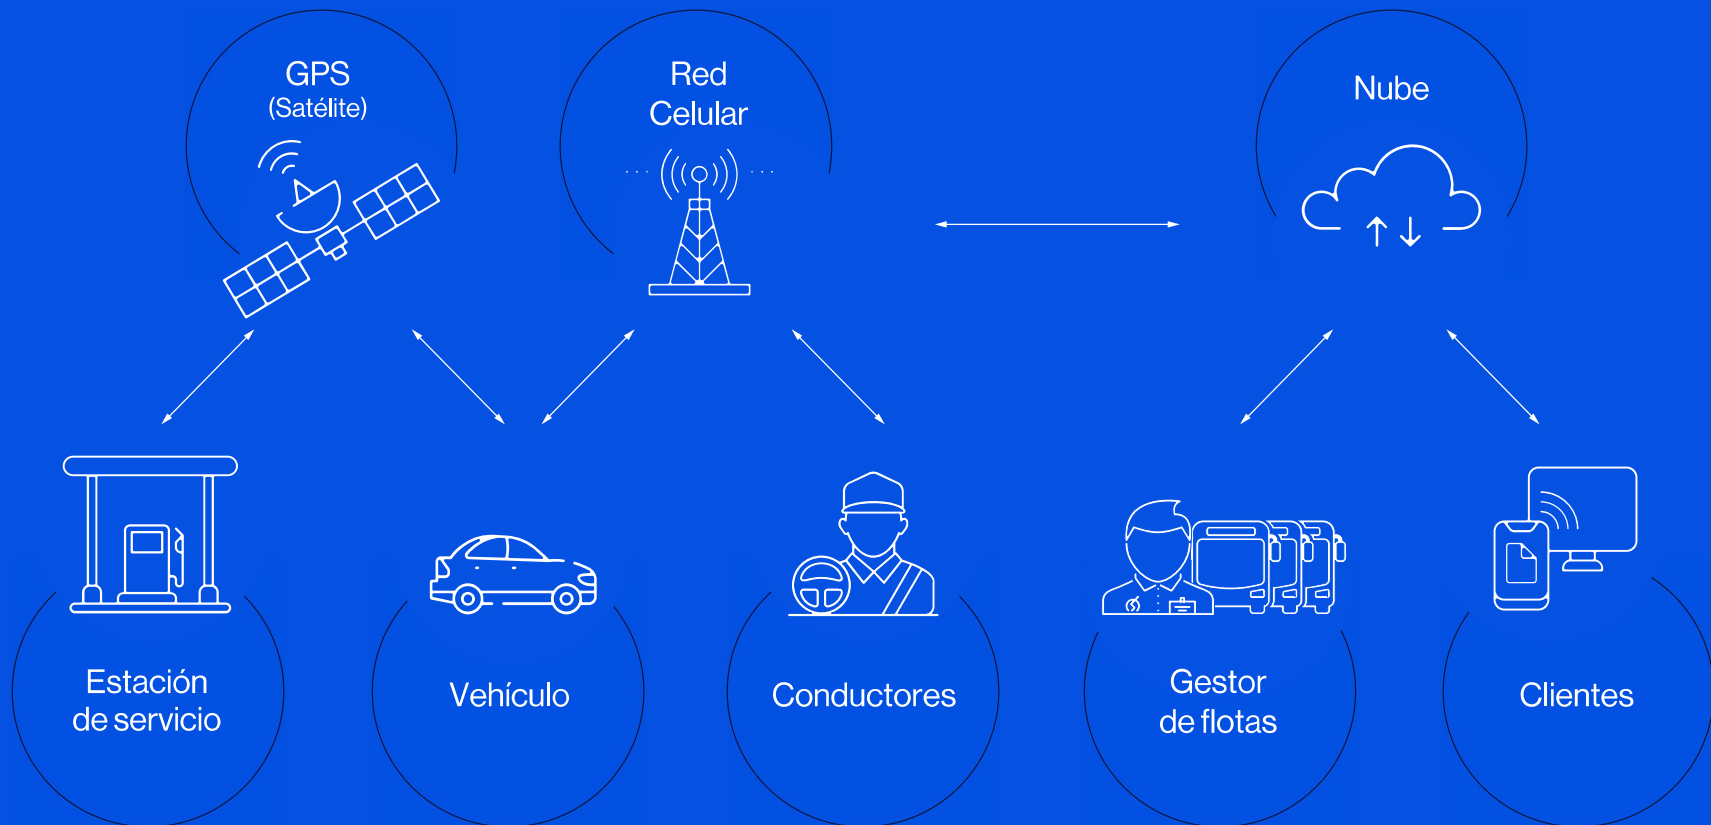 GPS
(Satélite)
Red
Celular
Nube
Estación
de servicio
Vehículo
Conductores
Gestor
de flotas
Clientes